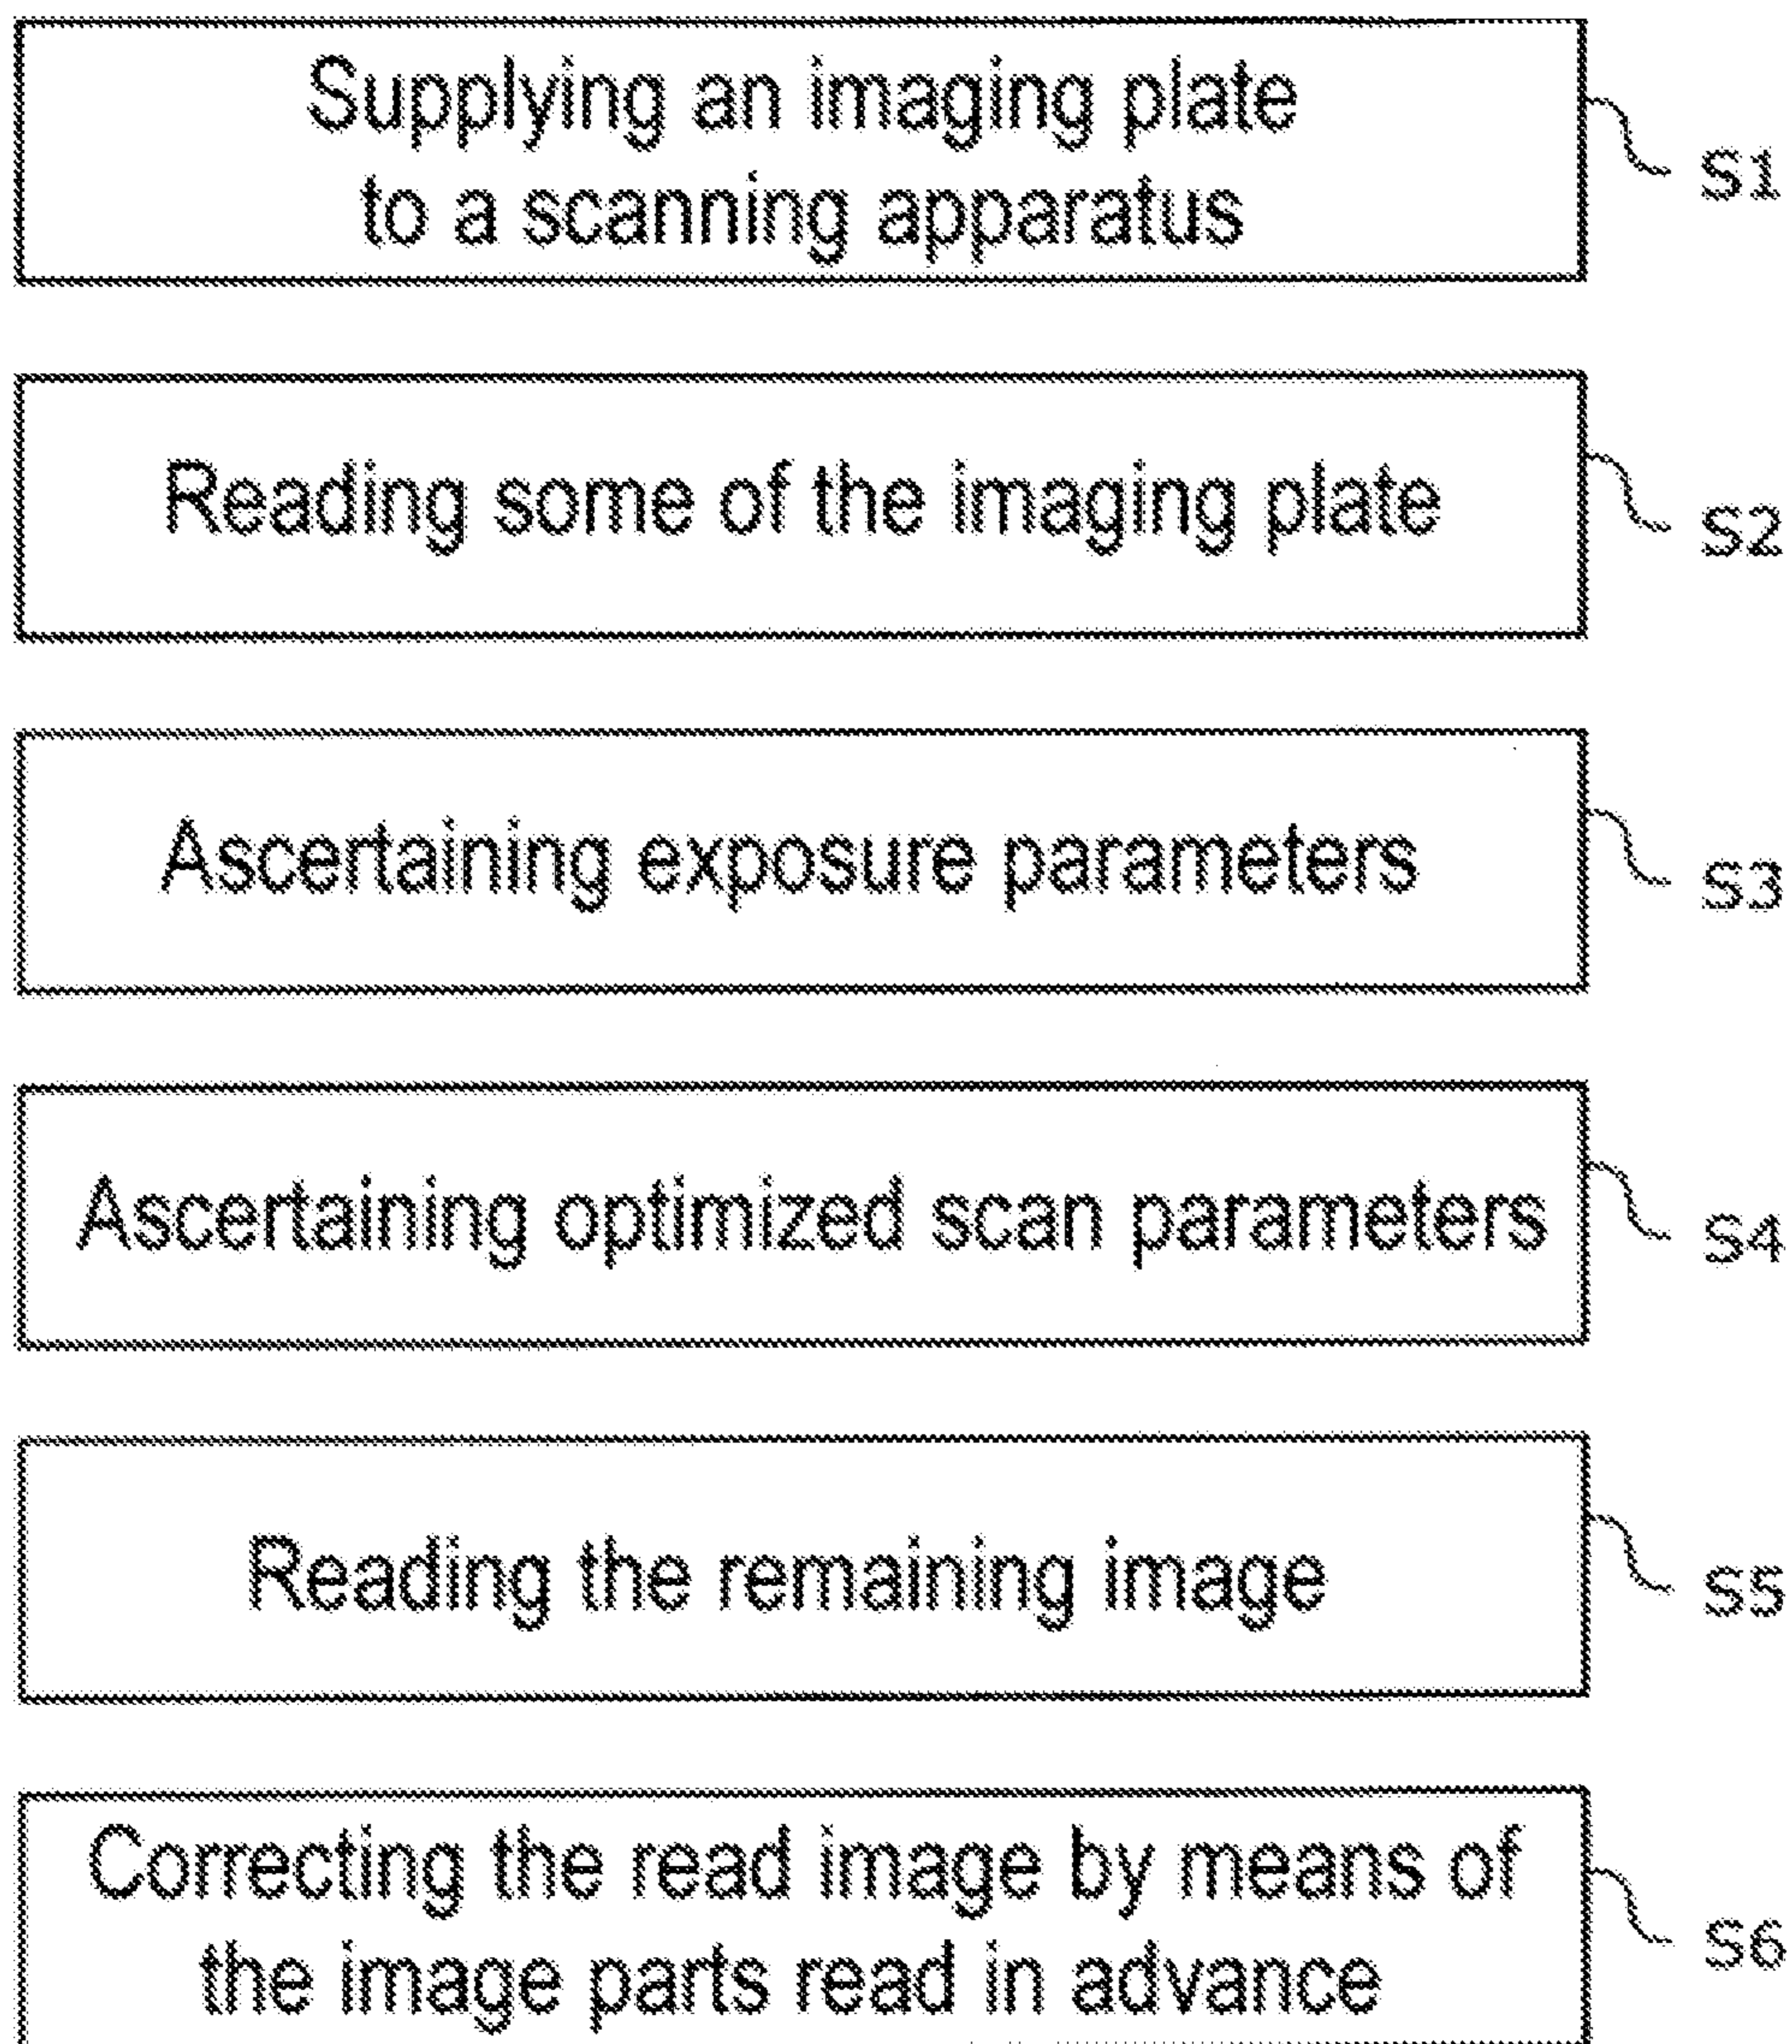 Supplying an imaging plate
to a scanning apparatus
S1
Reading some of the imaging plate
S2
Ascertaining exposure parameters
S3
Ascertaining optimized scan parameters
S4
Reading the remaining image
S5
Correcting the read image by means of
the image parts read in advance
S6